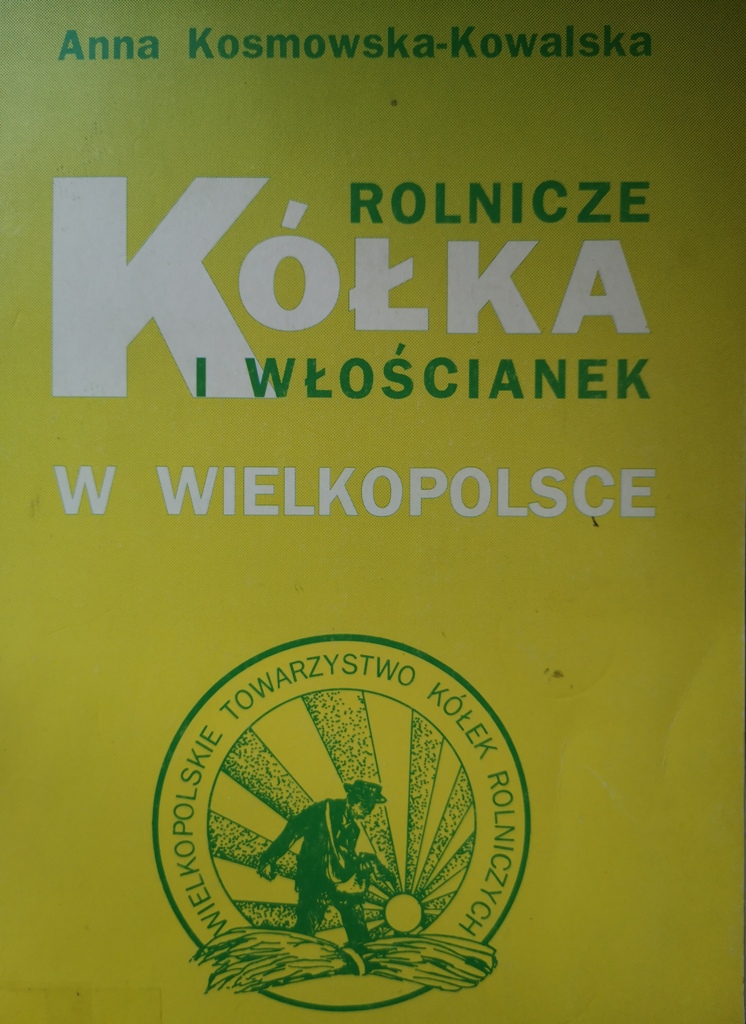 Anna Kosmowska-Kowalska
ROLNICZE
KÓŁKA
I WŁOŚCIANEK
W WIELKOPOLSCE
WIELKOPOLSKIE TOWARZYSTWO KÓŁEK ROLNICZYCH